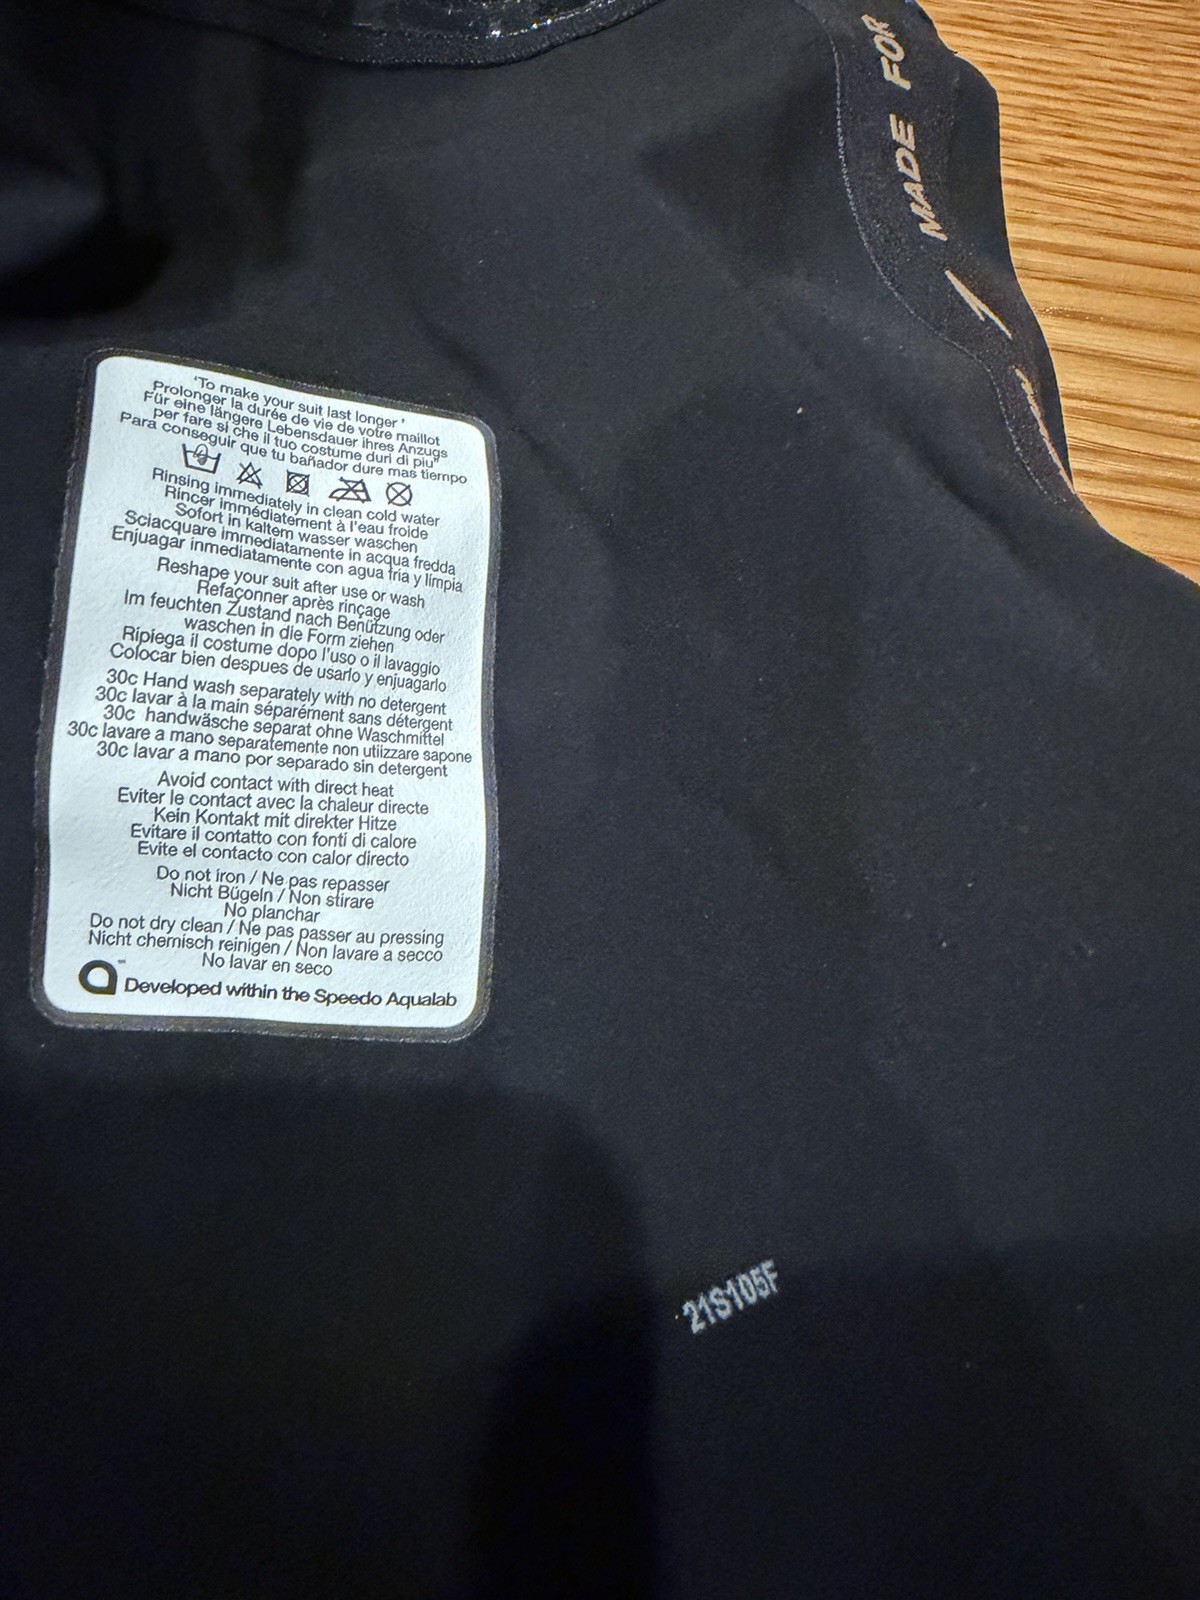 MADE FOR
'To make your suit last longer'
Prolonger la durée de vie de votre maillot
Für eine längere Lebensdauer ihres Anzugs
per fare si che il tuo costume duri di piu"
Para conseguir que tu bañador dure mas tiempo
Rinsing immediately in clean cold water
Rincer immédiatement à l'eau froide
Sofort in kaltem wasser waschen
Sciacquare immediatamente in acqua fredda
Enjuagar inmediatamente con agua fría y límpia
Reshape your suit after use or wash
Refaçonner après rinçage
Im feuchten Zustand nach Benützung oder
waschen in die Form ziehen
Ripiega il costume dopo l'uso o il lavaggio
Colocar bien despues de usarlo y enjuagarlo
30c Hand wash separately with no detergent
30c lavar à la main séparément sans détergent
30c handwäsche separat ohne Waschmittel
30c lavare a mano separatemente non utiizzare sapone
30c lavar a mano por separado sin detergent
Avoid contact with direct heat
Eviter le contact avec la chaleur directe
Kein Kontakt mit direkter Hitze
Evitare il contatto con fonti di calore
Evite el contacto con calor directo
Do not iron / Ne pas repasser
Nicht Bügeln / Non stirare
No planchar
Do not dry clean / Ne pas passer au pressing
Nicht chemisch reinigen / Non lavare a secco
No lavar en seco
Developed within the Speedo Aqualab
21S105F